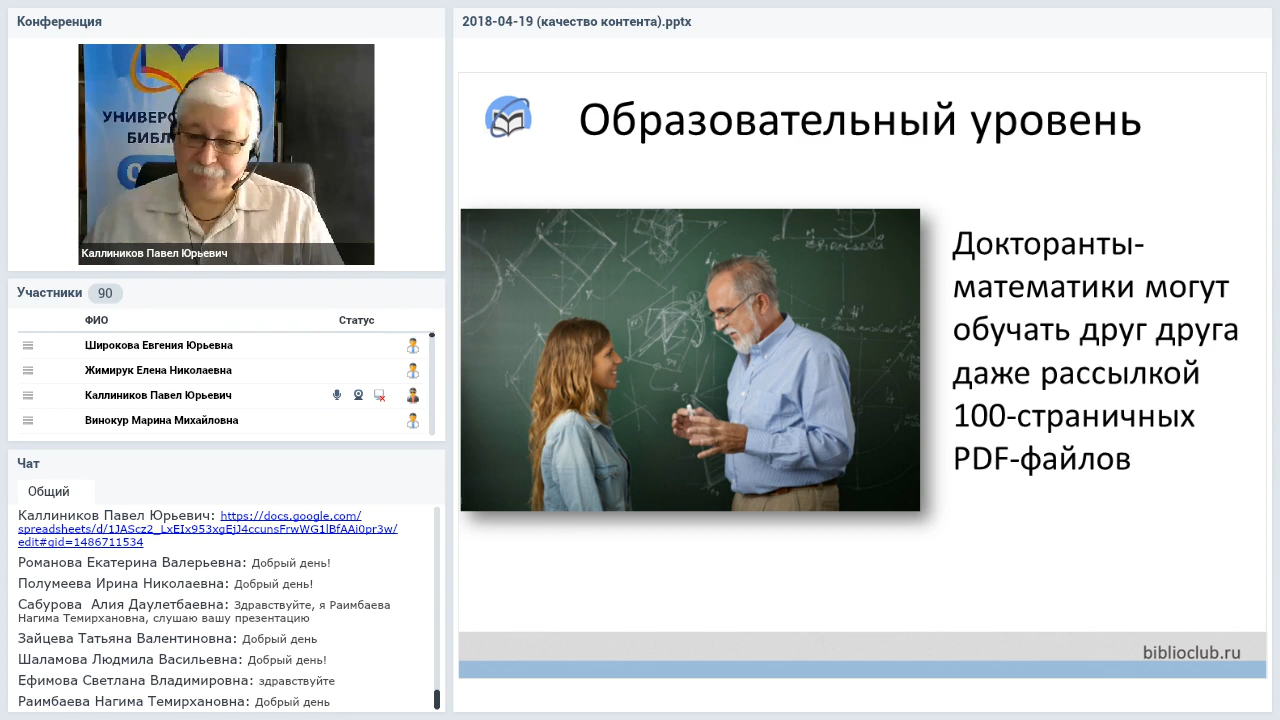 Конференция
УНИВЕРС
БИБЛ
Каллиников Павел Юрьевич
Участники 90
ФИО Статус
Широкова Евгения Юрьевна
Жимирук Елена Николаевна
Каллиников Павел Юрьевич
Винокур Марина Михайловна
Чат
Общий
Каллиников Павел Юрьевич: https://docs.google.com/
spreadsheets/d/1JAScz2_LxEIx953xgEjJ4ccunsFrwWG1lBfAAi0pr3w/
edit#gid=1486711534
Романова Екатерина Валерьевна: Добрый день!
Полумеева Ирина Николаевна: Добрый день!
Сабурова Алия Даулетбаевна: Здравствуйте, я Раимбаева
Нагима Темирхановна, слушаю вашу презентацию
Зайцева Татьяна Валентиновна: Добрый день
Шаламова Людмила Васильевна: Добрый день!
Ефимова Светлана Владимировна: здравствуйте
Раимбаева Нагима Темирхановна: Добрый день
2018-04-19 (качество контента).pptx
Образовательный уровень
Докторанты-
математики могут
обучать друг друга
даже рассылкой
100-страничных
PDF-файлов
biblioclub.ru